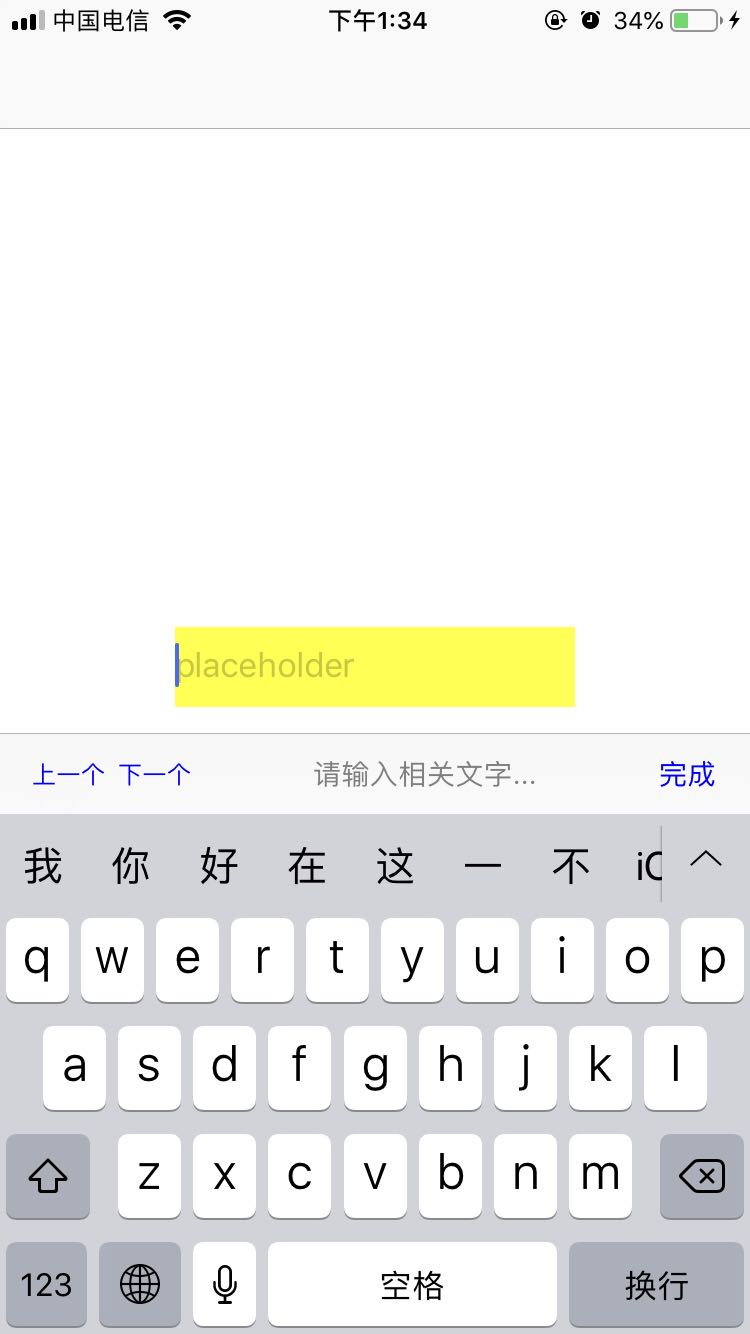 中国电信 下午1:34 34%
placeholder
上一个 下一个 请输入相关文字... 完成
我 你 好 在 这 一 不
q w e r t y u i o p
a s d f g h j k l
z x c v b n m
123 空格 换行